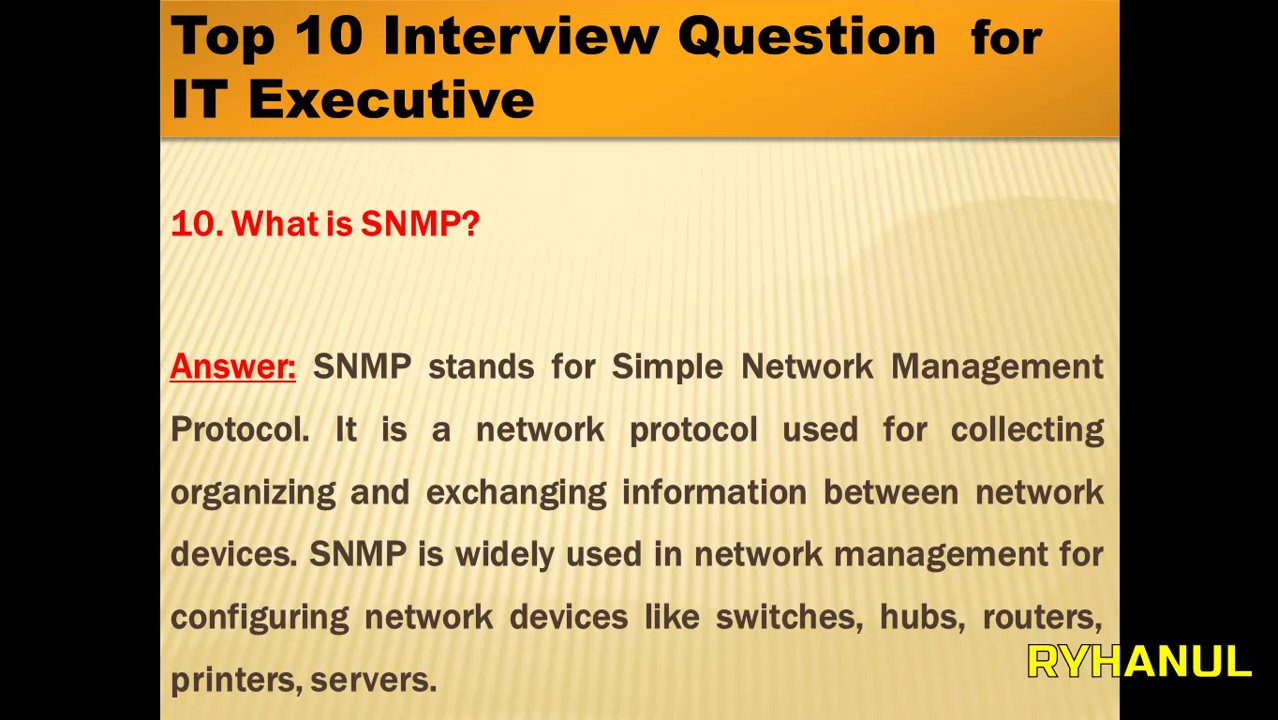 Top 10 Interview Question for
IT Executive
10. What is SNMP?
Answer: SNMP stands for Simple Network Management
Protocol. It is a network protocol used for collecting
organizing and exchanging information between network
devices. SNMP is widely used in network management for
configuring network devices like switches, hubs, routers,
printers, servers.
RYHANUL